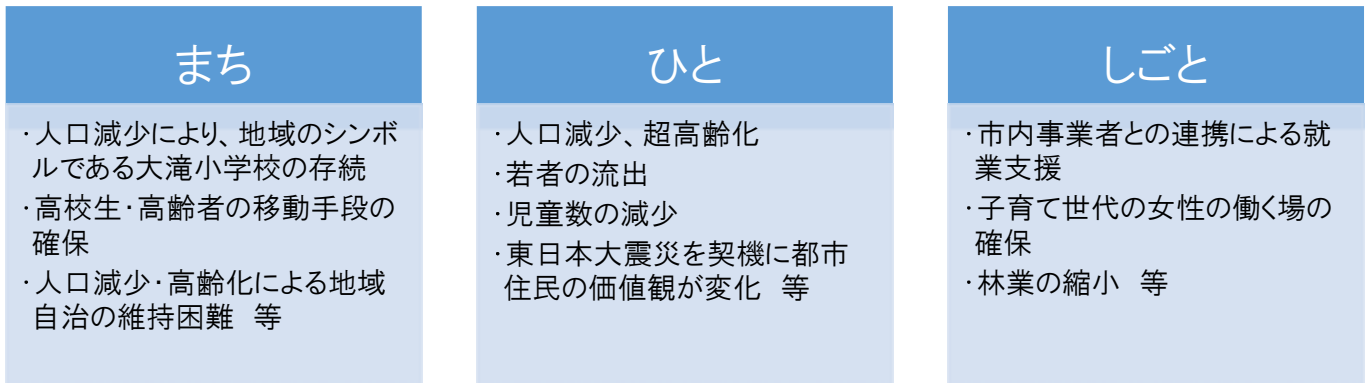 まち
・人口減少により、地域のシンボ
ルである大滝小学校の存続
・高校生・高齢者の移動手段の
確保
・人口減少・高齢化による地域
自治の維持困難　等
ひと
・人口減少、超高齢化
・若者の流出
・児童数の減少
・東日本大震災を契機に都市
住民の価値観が変化　等
しごと
・市内事業者との連携による就
業支援
・子育て世代の女性の働く場の
確保
・林業の縮小　等